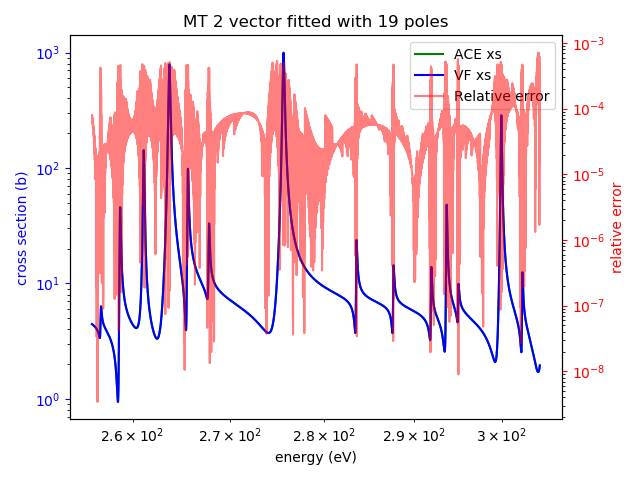 MT 2 vector fitted with 19 poles
ACE xs
VF xs
Relative error
cross section (b)
10³
10²
10¹
10⁰
relative error
10⁻³
10⁻⁴
10⁻⁵
10⁻⁶
10⁻⁷
10⁻⁸
2.6 × 10² 2.7 × 10² 2.8 × 10² 2.9 × 10² 3 × 10²
energy (eV)